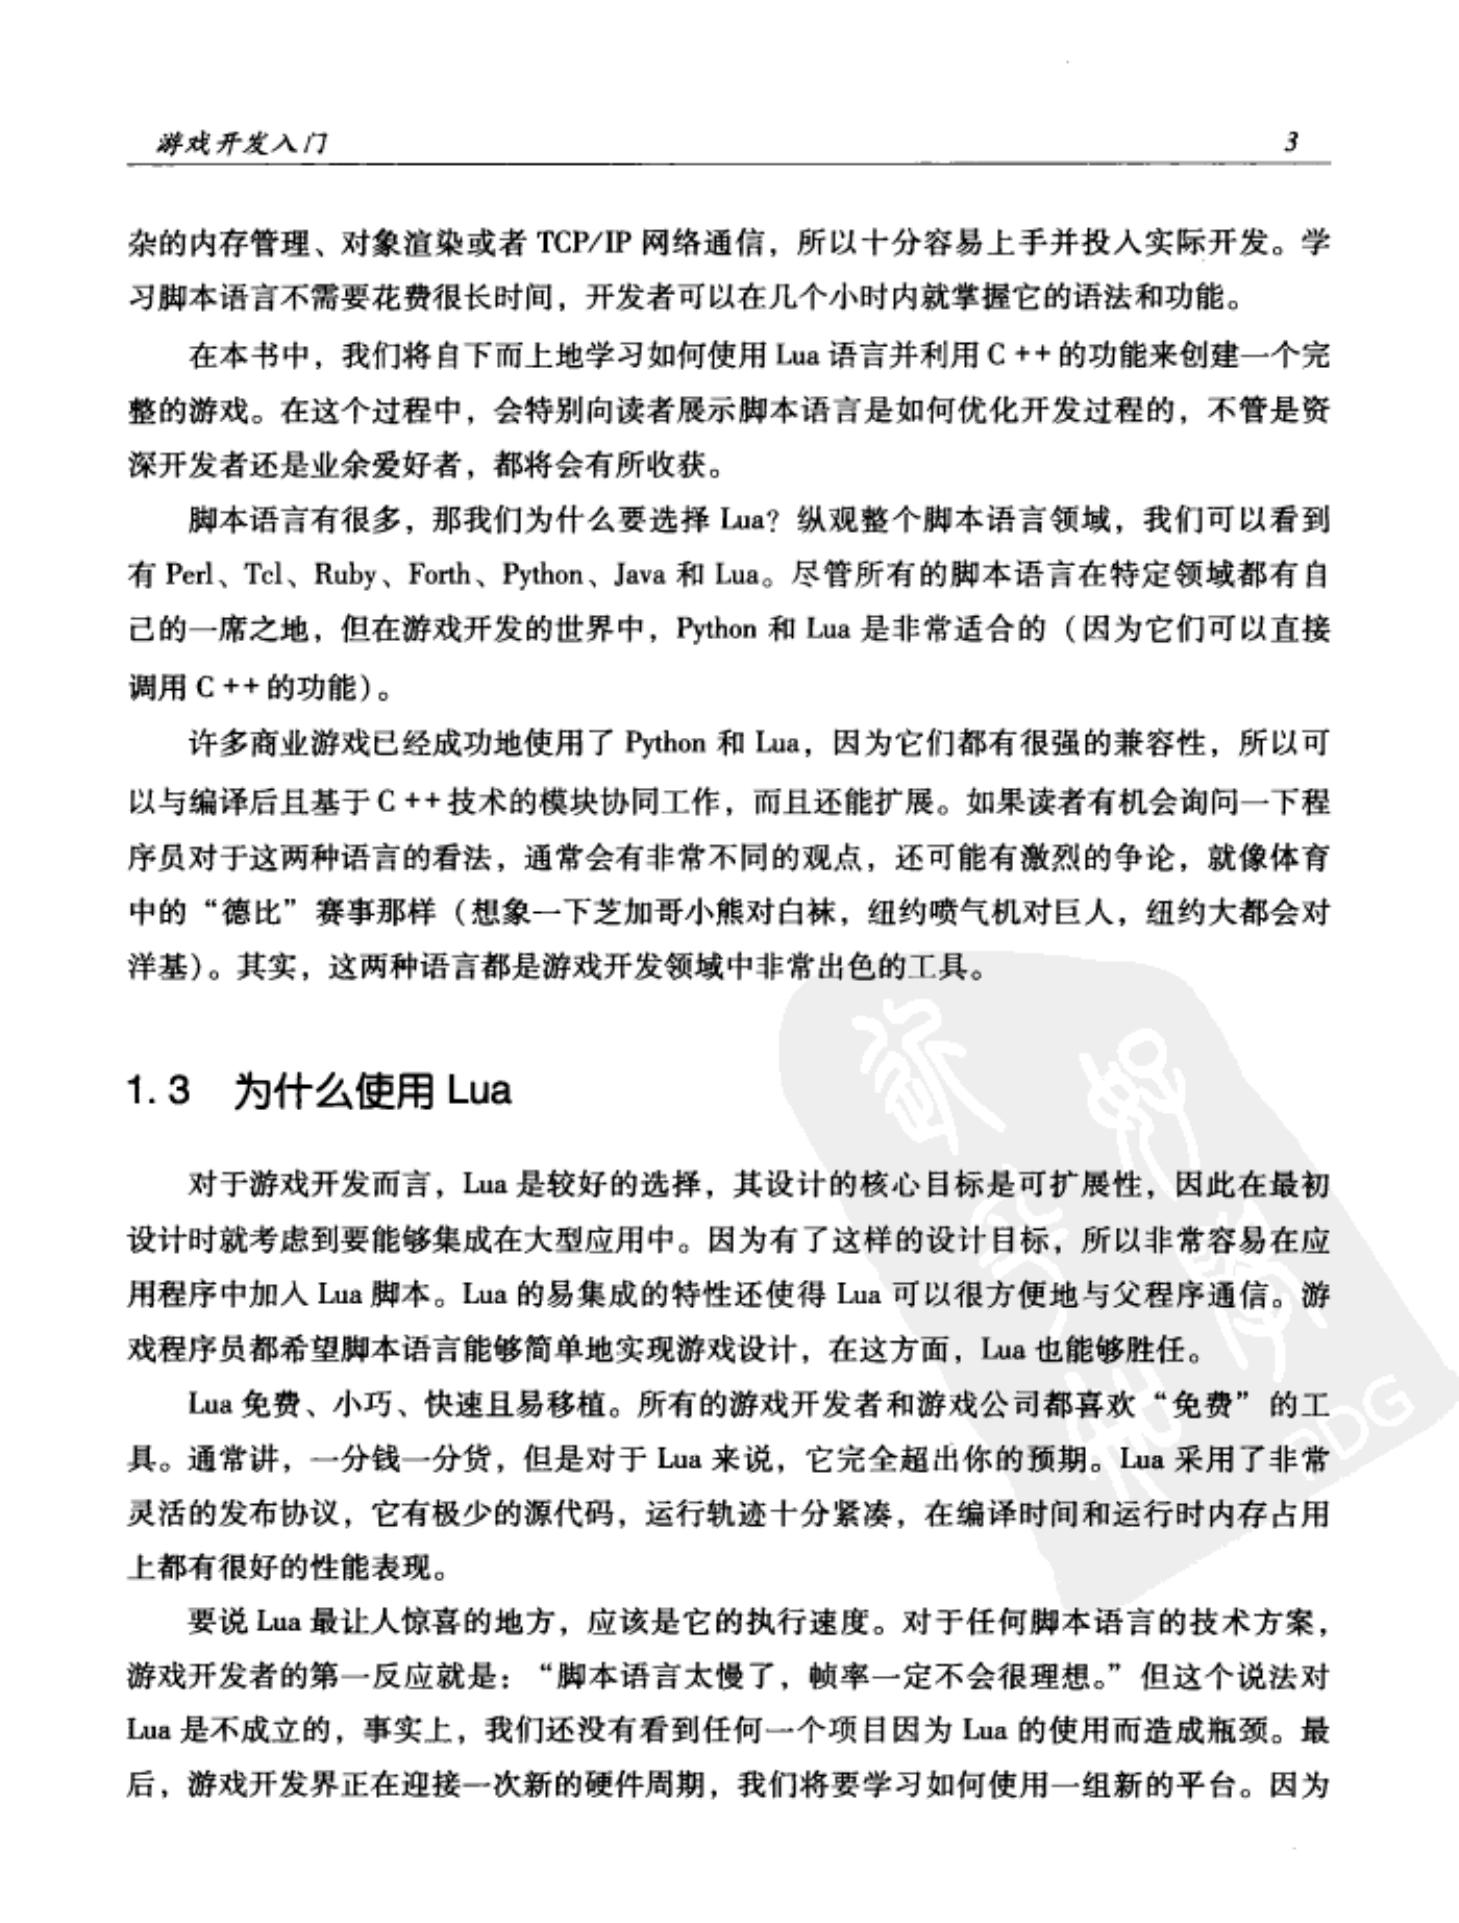 游戏开发入门 3
杂的内存管理、对象渲染或者 TCP/IP 网络通信，所以十分容易上手并投入实际开发。学
习脚本语言不需要花费很长时间，开发者可以在几个小时内就掌握它的语法和功能。
在本书中，我们将自下而上地学习如何使用 Lua 语言并利用 C ++ 的功能来创建一个完
整的游戏。在这个过程中，会特别向读者展示脚本语言是如何优化开发过程的，不管是资
深开发者还是业余爱好者，都将会有所收获。
脚本语言有很多，那我们为什么要选择 Lua？纵观整个脚本语言领域，我们可以看到
有 Perl、Tcl、Ruby、Forth、Python、Java 和 Lua。尽管所有的脚本语言在特定领域都有自
己的一席之地，但在游戏开发的世界中，Python 和 Lua 是非常适合的（因为它们可以直接
调用 C ++ 的功能）。
许多商业游戏已经成功地使用了 Python 和 Lua，因为它们都有很强的兼容性，所以可
以与编译后且基于 C ++ 技术的模块协同工作，而且还能扩展。如果读者有机会询问一下程
序员对于这两种语言的看法，通常会有非常不同的观点，还可能有激烈的争论，就像体育
中的“德比”赛事那样（想象一下芝加哥小熊对白袜，纽约喷气机对巨人，纽约大都会对
洋基）。其实，这两种语言都是游戏开发领域中非常出色的工具。
1. 3 为什么使用 Lua
对于游戏开发而言，Lua 是较好的选择，其设计的核心目标是可扩展性，因此在最初
设计时就考虑到要能够集成在大型应用中。因为有了这样的设计目标，所以非常容易在应
用程序中加入 Lua 脚本。Lua 的易集成的特性还使得 Lua 可以很方便地与父程序通信。游
戏程序员都希望脚本语言能够简单地实现游戏设计，在这方面，Lua 也能够胜任。
Lua 免费、小巧、快速且易移植。所有的游戏开发者和游戏公司都喜欢“免费”的工
具。通常讲，一分钱一分货，但是对于 Lua 来说，它完全超出你的预期。Lua 采用了非常
灵活的发布协议，它有极少的源代码，运行轨迹十分紧凑，在编译时间和运行时内存占用
上都有很好的性能表现。
要说 Lua 最让人惊喜的地方，应该是它的执行速度。对于任何脚本语言的技术方案，
游戏开发者的第一反应就是：“脚本语言太慢了，帧率一定不会很理想。”但这个说法对
Lua 是不成立的，事实上，我们还没有看到任何一个项目因为 Lua 的使用而造成瓶颈。最
后，游戏开发界正在迎接一次新的硬件周期，我们将要学习如何使用一组新的平台。因为
PDG